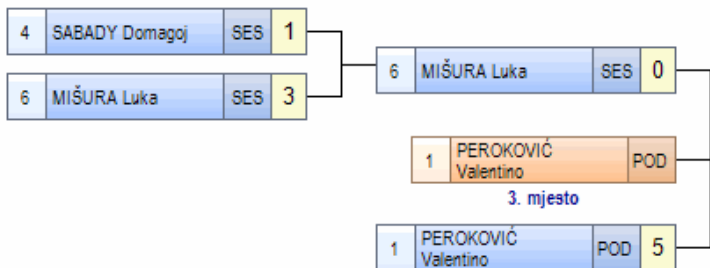 4 SABADY Domagoj SES 1
6 MIŠURA Luka SES 3
6 MIŠURA Luka SES 0
1 PEROKOVIĆ Valentino POD
3. mjesto
1 PEROKOVIĆ Valentino POD 5